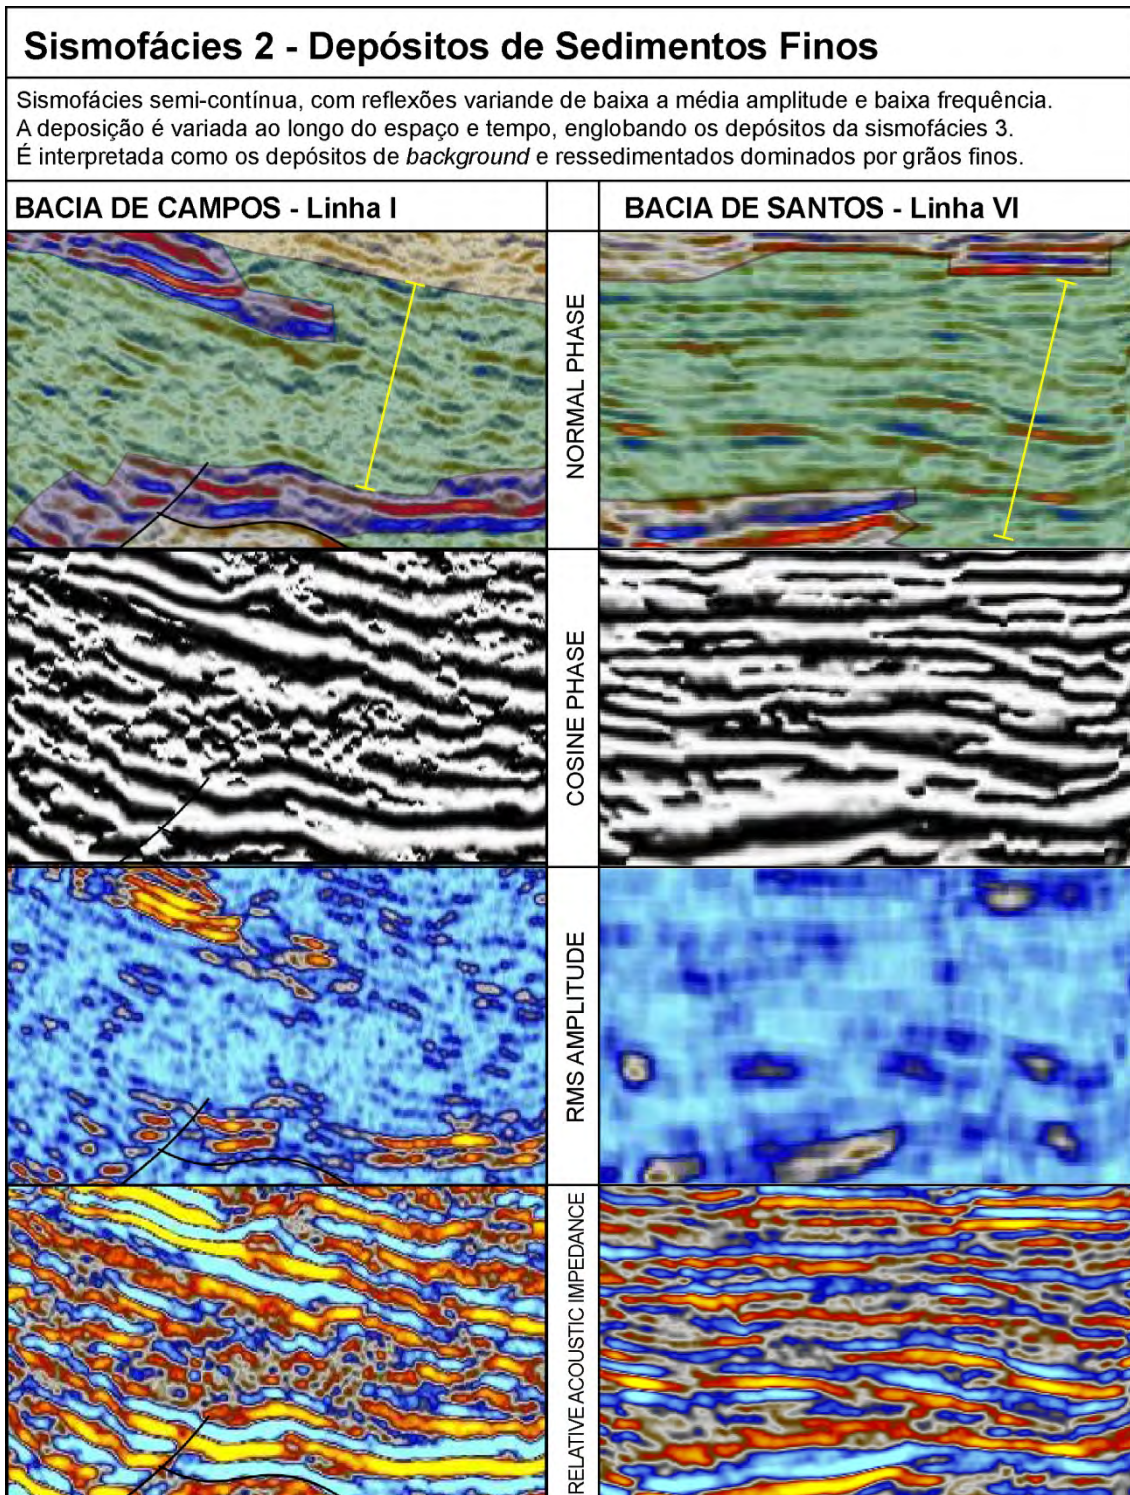 Sismofácies 2 - Depósitos de Sedimentos Finos
Sismofácies semi-contínua, com reflexões variande de baixa a média amplitude e baixa frequência.
A deposição é variada ao longo do espaço e tempo, englobando os depósitos da sismofácies 3.
É interpretada como os depósitos de background e ressedimentados dominados por grãos finos.
BACIA DE CAMPOS - Linha I
BACIA DE SANTOS - Linha VI
NORMAL PHASE
COSINE PHASE
RMS AMPLITUDE
RELATIVE ACOUSTIC IMPEDANCE